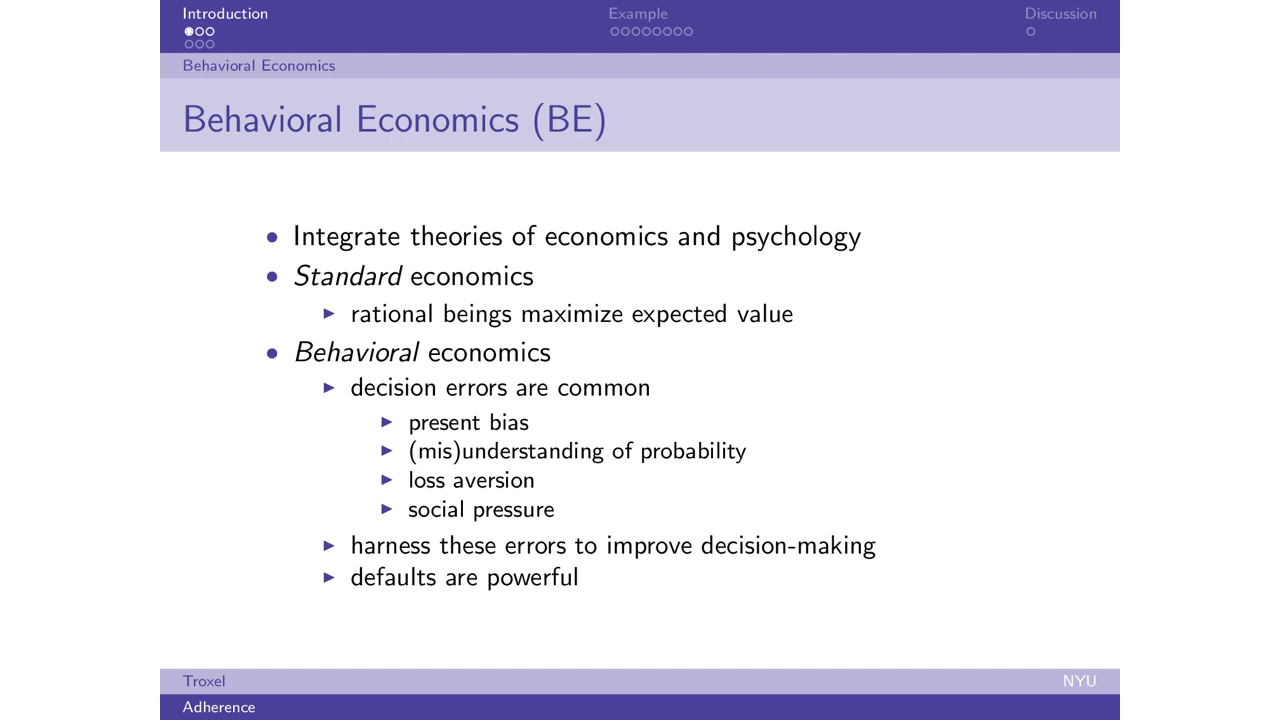 Introduction
Example
Discussion
Behavioral Economics
Behavioral Economics (BE)
Integrate theories of economics and psychology
Standard economics
rational beings maximize expected value
Behavioral economics
decision errors are common
present bias
(mis)understanding of probability
loss aversion
social pressure
harness these errors to improve decision-making
defaults are powerful
Troxel
NYU
Adherence